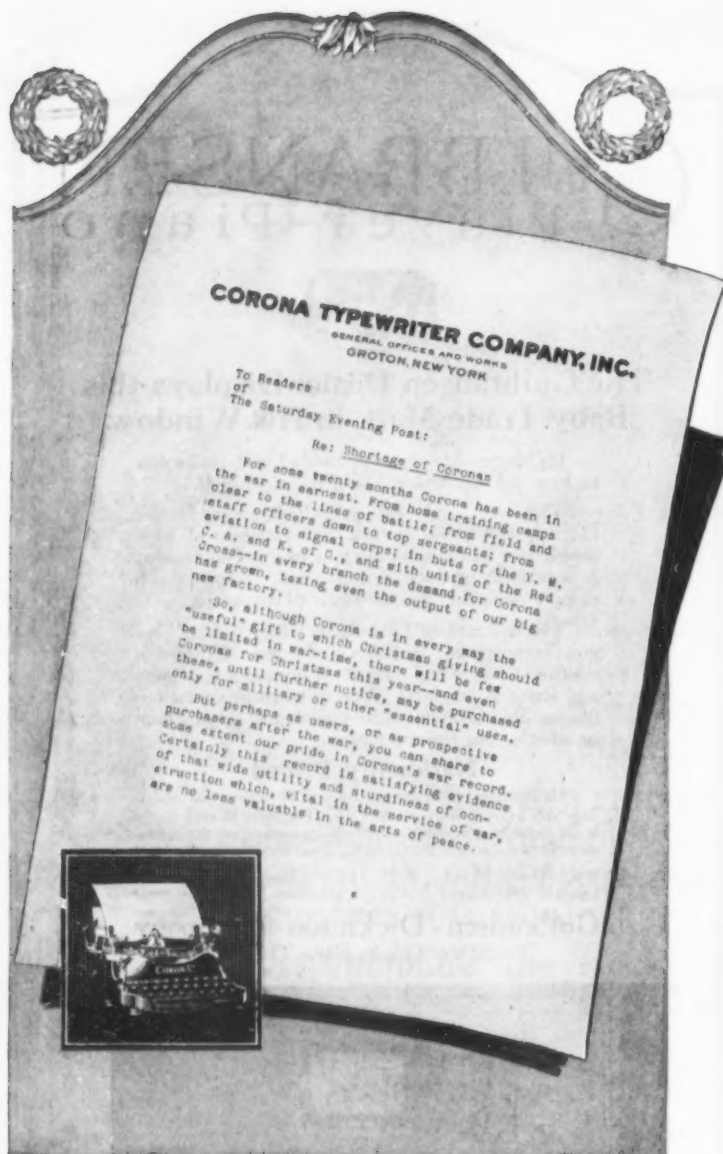 CORONA TYPEWRITER COMPANY, INC.
GENERAL OFFICES AND WORKS
GROTON, NEW YORK
To Readers
of
The Saturday Evening Post:
Re: Shortage of Coronas
For some twenty months Corona has been in
the war in earnest. From home training camps
clear to the lines of battle; from field and
staff officers down to top sergeants; from
aviation to signal corps; in huts of the Y. M.
C. A. and K. of C., and with units of the Red
Cross--in every branch the demand for Corona
has grown, taxing even the output of our big
new factory.
So, although Corona is in every way the
"useful" gift to which Christmas giving should
be limited in war-time, there will be few
Coronas for Christmas this year--and even
these, until further notice, may be purchased
only for military or other "essential" uses.
But perhaps as users, or as prospective
purchasers after the war, you can share to
some extent our pride in Corona's war record.
Certainly this record is satisfying evidence
of that wide utility and sturdiness of con-
struction which, vital in the service of war,
are no less valuable in the arts of peace.
CORONA